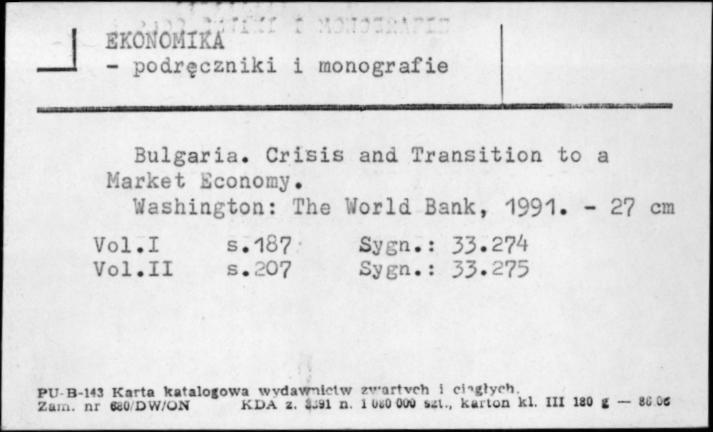 EKONOMIKA
- podręczniki i monografie
Bulgaria. Crisis and Transition to a
Market Economy.
Washington: The World Bank, 1991. - 27 cm
Vol.I s.187 Sygn.: 33.274
Vol.II s.207 Sygn.: 33.275
PU-B-143 Karta katalogowa wydawnictw zwartych i ciągłych.
Zam. nr 680/DW/ON KDA z. n. 1 080 000 szt., karton kl. III 180 g — 86.06